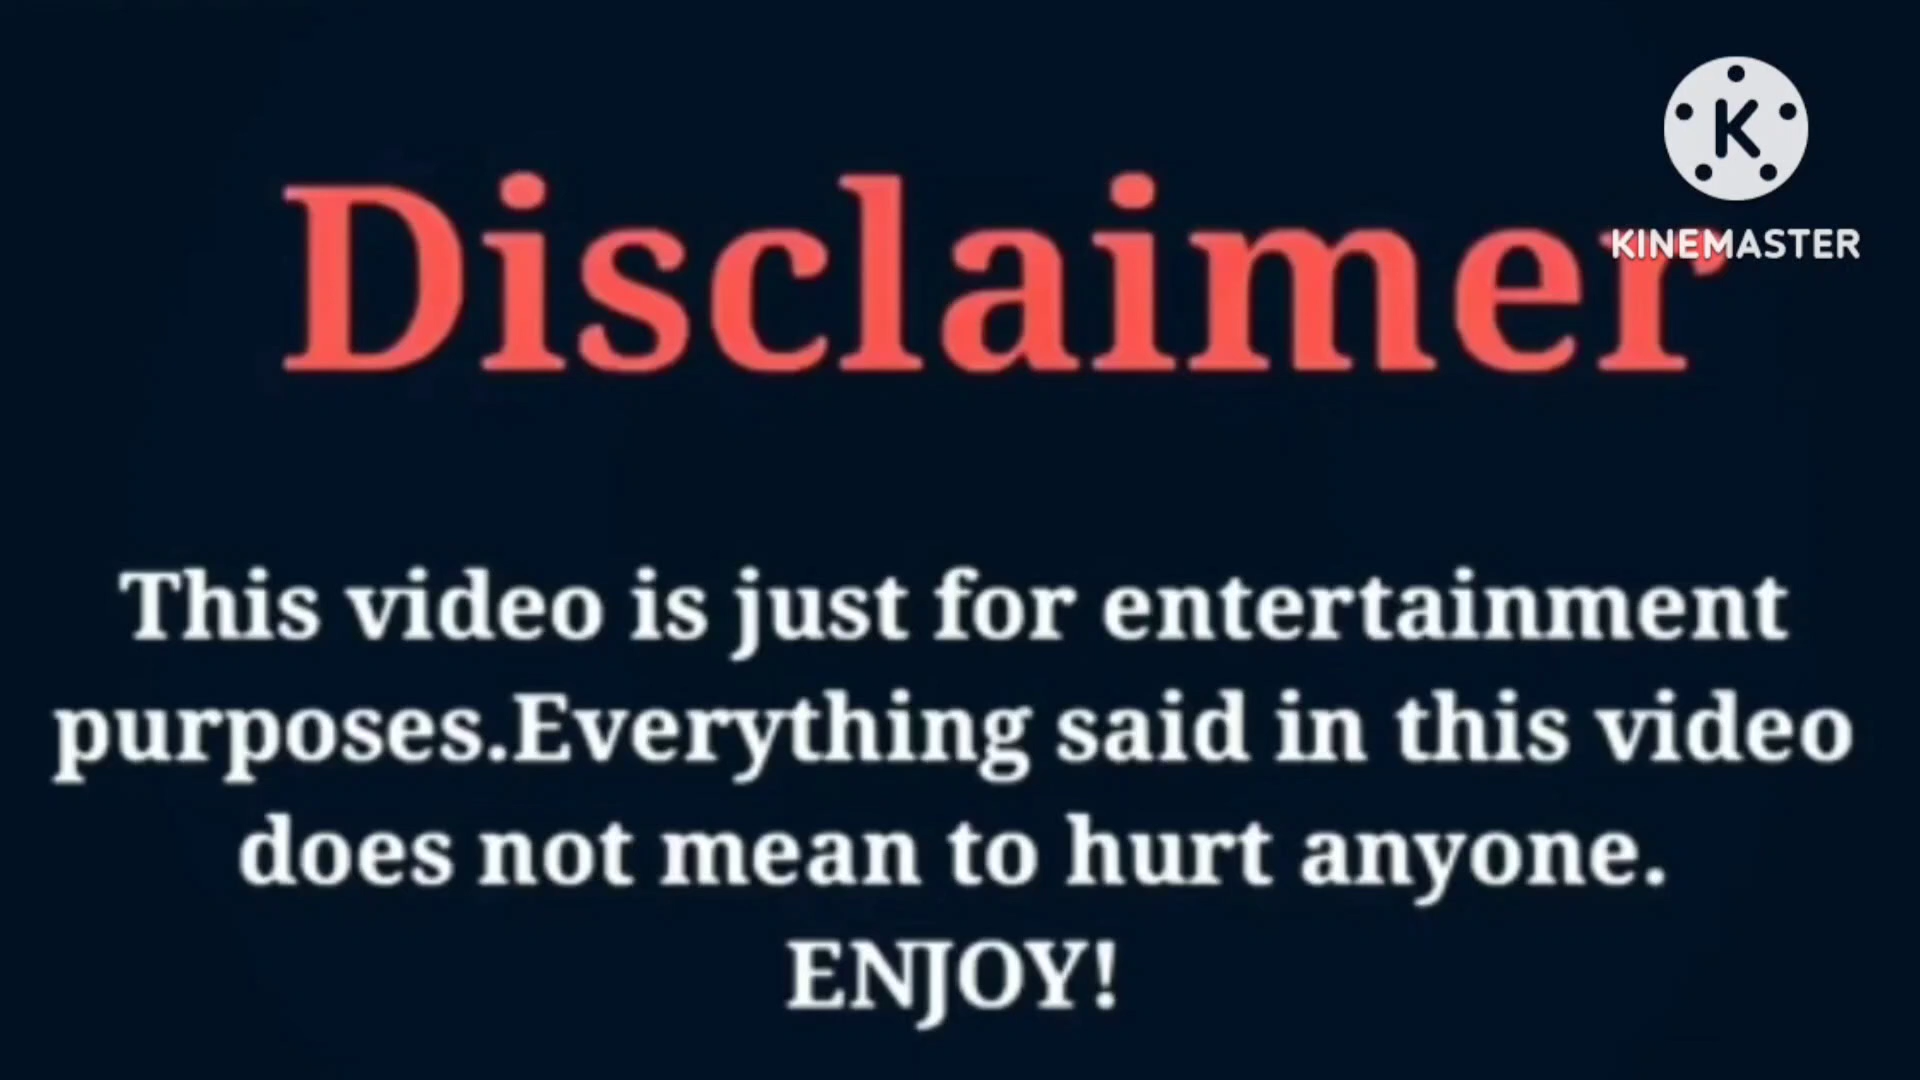 K
KINEMASTER
Disclaimer
This video is just for entertainment
purposes.Everything said in this video
does not mean to hurt anyone.
ENJOY!